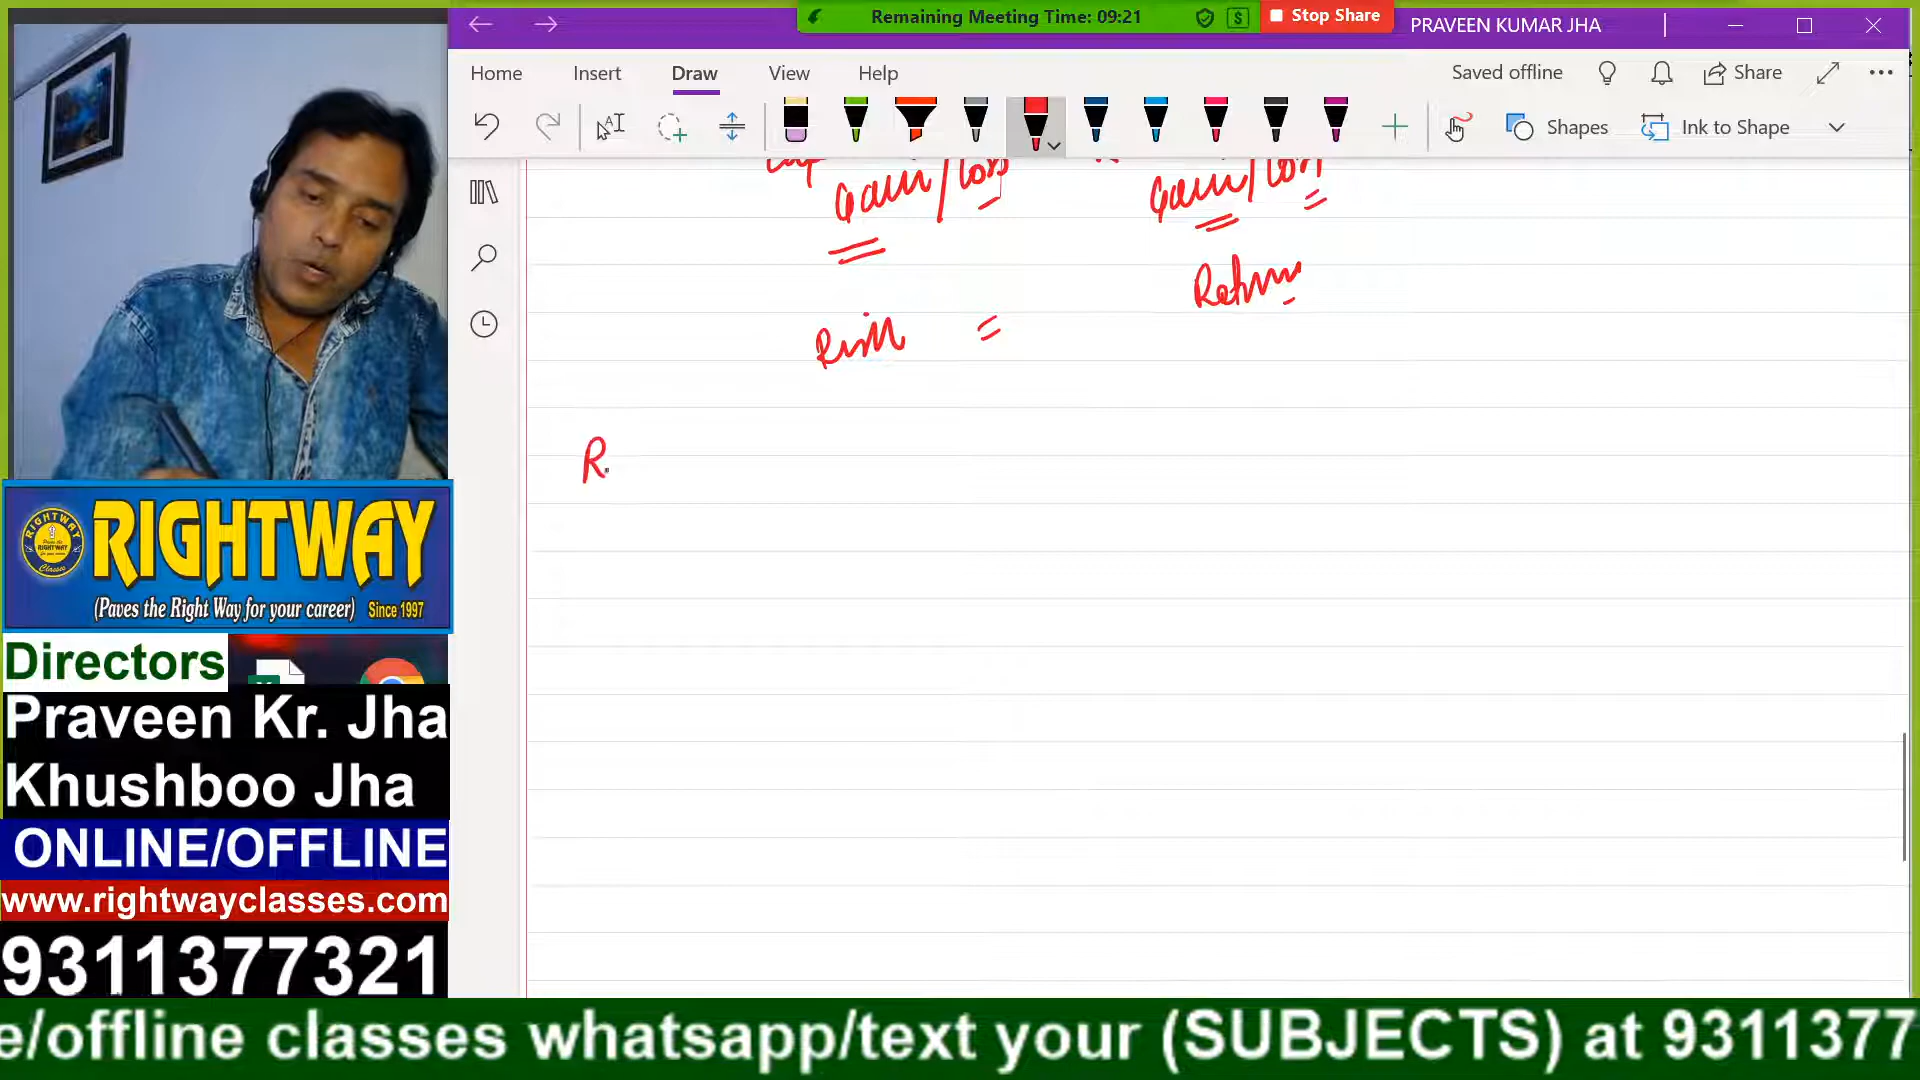 Remaining Meeting Time: 09:21
Stop Share
PRAVEEN KUMAR JHA
Home Insert Draw View Help
Saved offline
Share
Ink to Shape
Shapes
Gain/Loss Gain/Loss
Return
Risk =
R
RIGHTWAY
(Paves the Right Way for your career) Since 1997
Directors
Praveen Kr. Jha
Khushboo Jha
ONLINE/OFFLINE
www.rightwayclasses.com
9311377321
e/offline classes whatsapp/text your (SUBJECTS) at 9311377